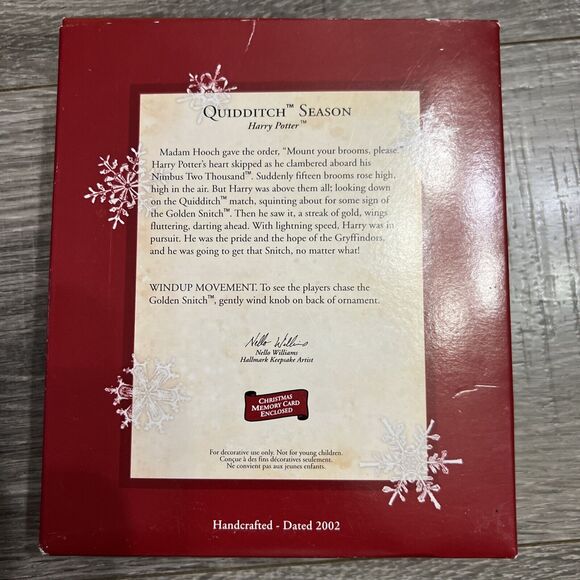 QUIDDITCH™ SEASON
Harry Potter™
Madam Hooch gave the order, “Mount your brooms, please.”
Harry Potter’s heart skipped as he clambered aboard his
Nimbus Two Thousand™. Suddenly fifteen brooms rose high,
high in the air. But Harry was above them all; looking down
on the Quidditch™ match, squinting about for some sign of
the Golden Snitch™. Then he saw it, a streak of gold, wings
fluttering, darting ahead. With lightning speed, Harry was in
pursuit. He was the pride and the hope of the Gryffindors,
and he was going to get that Snitch, no matter what!
WINDUP MOVEMENT. To see the players chase the
Golden Snitch™, gently wind knob on back of ornament.
Nello Williams
Nello Williams
Hallmark Keepsake Artist
CHRISTMAS
MEMORY CARD
ENCLOSED
For decorative use only. Not for young children.
Conçue à des fins décoratives seulement.
Ne convient pas aux jeunes enfants.
Handcrafted - Dated 2002